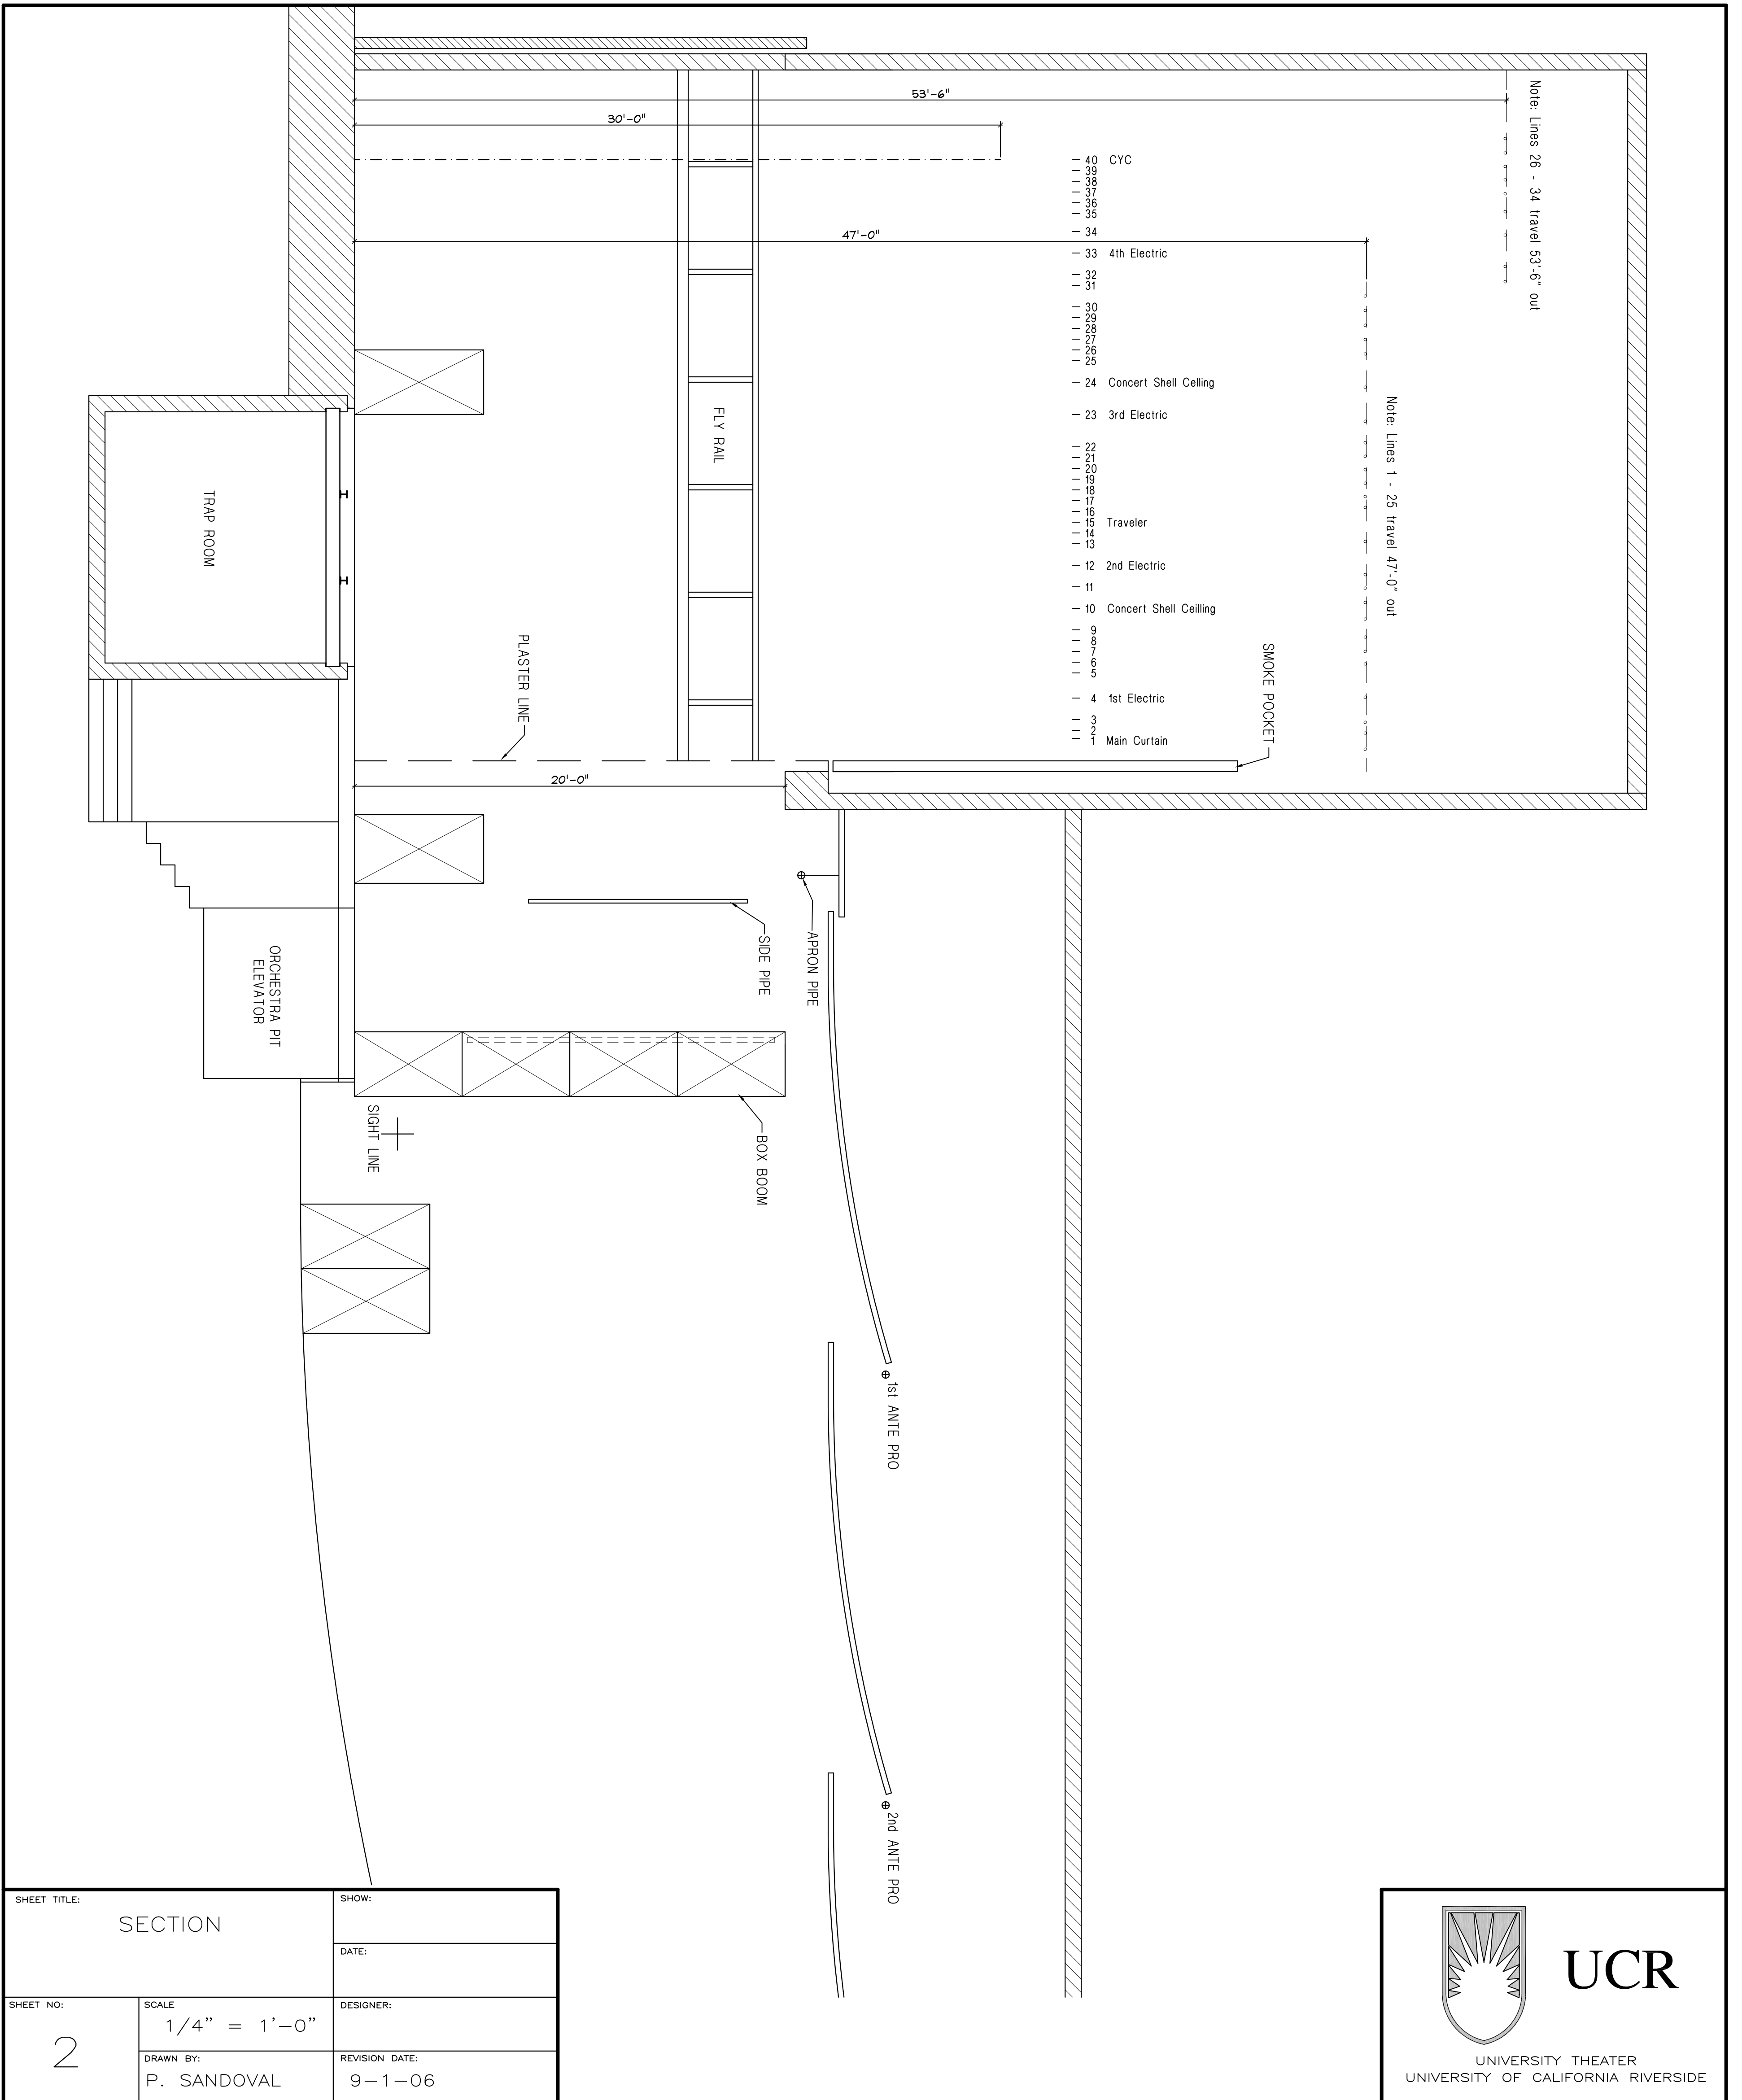 53'-6"
30'-0"
Note: Lines 26 - 34 travel 53'-6" out
40 CYC
39
38
37
36
35
34
47'-0"
33 4th Electric
32
31
30
29
28
27
26
25
24 Concert Shell Celling
23 3rd Electric
Note: Lines 1 - 25 travel 47'-0" out
FLY RAIL
22
21
20
19
18
17
16
15 Traveler
14
13
12 2nd Electric
11
10 Concert Shell Ceilling
9
8
7
6
5
4 1st Electric
3
2
1 Main Curtain
TRAP ROOM
PLASTER LINE
SMOKE POCKET
20'-0"
SIDE PIPE
APRON PIPE
ORCHESTRA PIT
ELEVATOR
SIGHT LINE
BOX BOOM
1st ANTE PRO
2nd ANTE PRO
SHEET TITLE:
SECTION
SHOW:
DATE:
SHEET NO:
2
SCALE
1/4" = 1'-0"
DESIGNER:
DRAWN BY:
P. SANDOVAL
REVISION DATE:
9-1-06
UCR
UNIVERSITY THEATER
UNIVERSITY OF CALIFORNIA RIVERSIDE